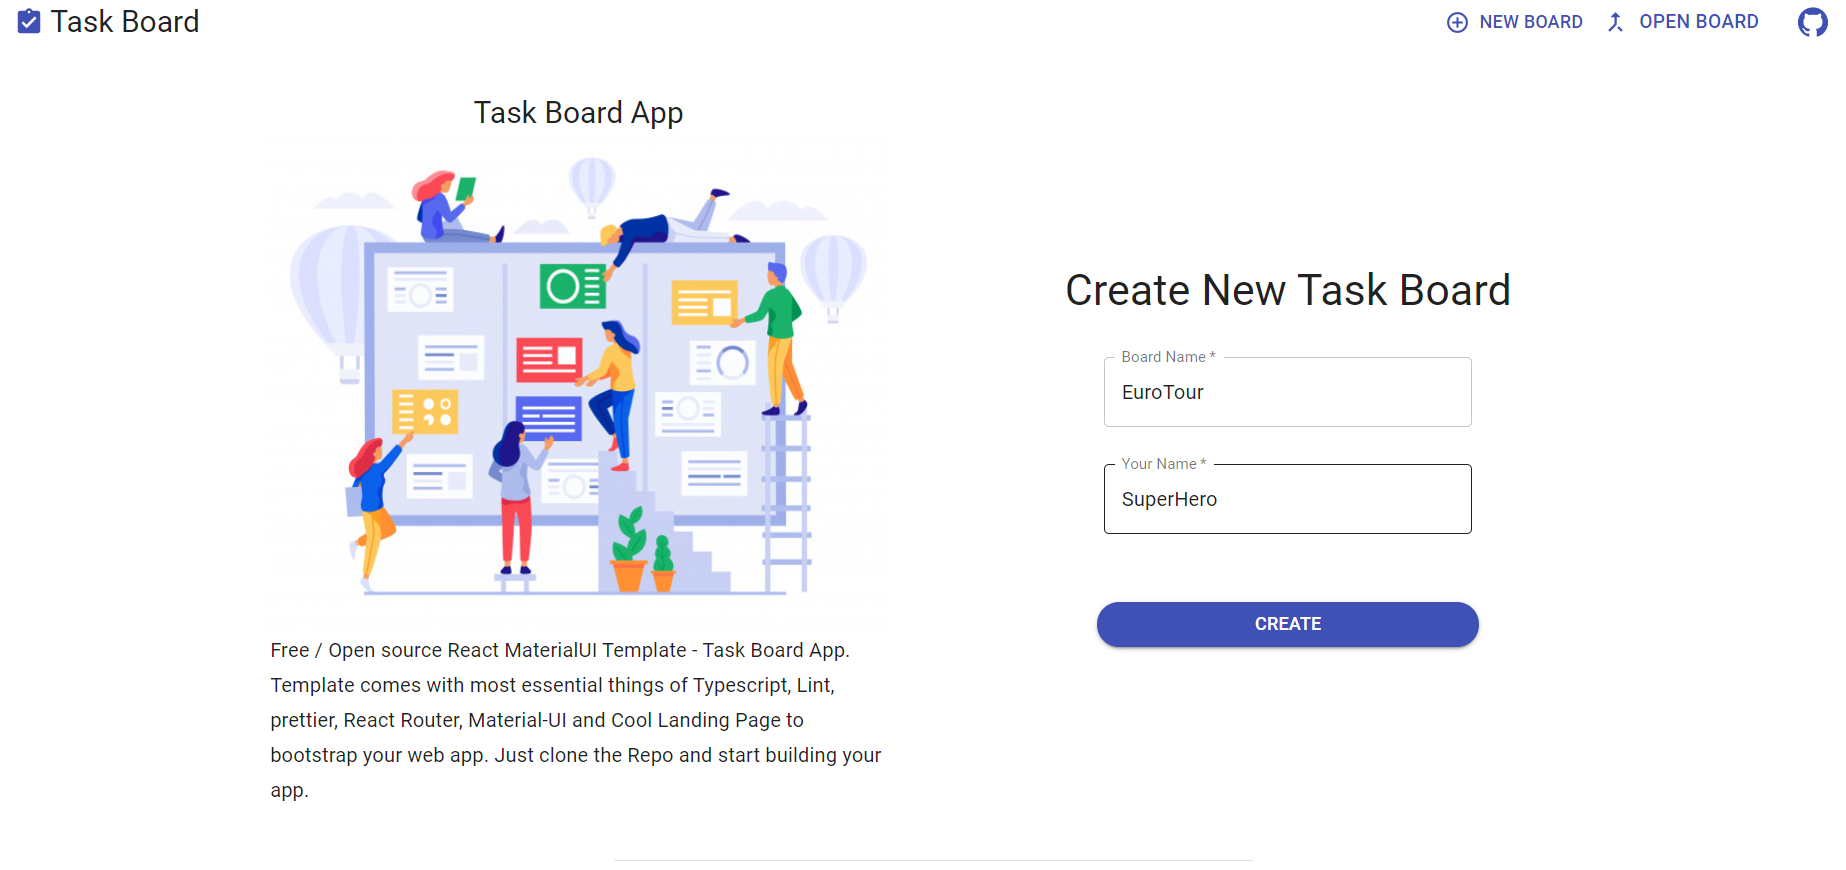 Task Board
NEW BOARD
OPEN BOARD
Task Board App
Free / Open source React MaterialUI Template - Task Board App.
Template comes with most essential things of Typescript, Lint,
prettier, React Router, Material-UI and Cool Landing Page to
bootstrap your web app. Just clone the Repo and start building your
app.
Create New Task Board
Board Name *
EuroTour
Your Name *
SuperHero
CREATE